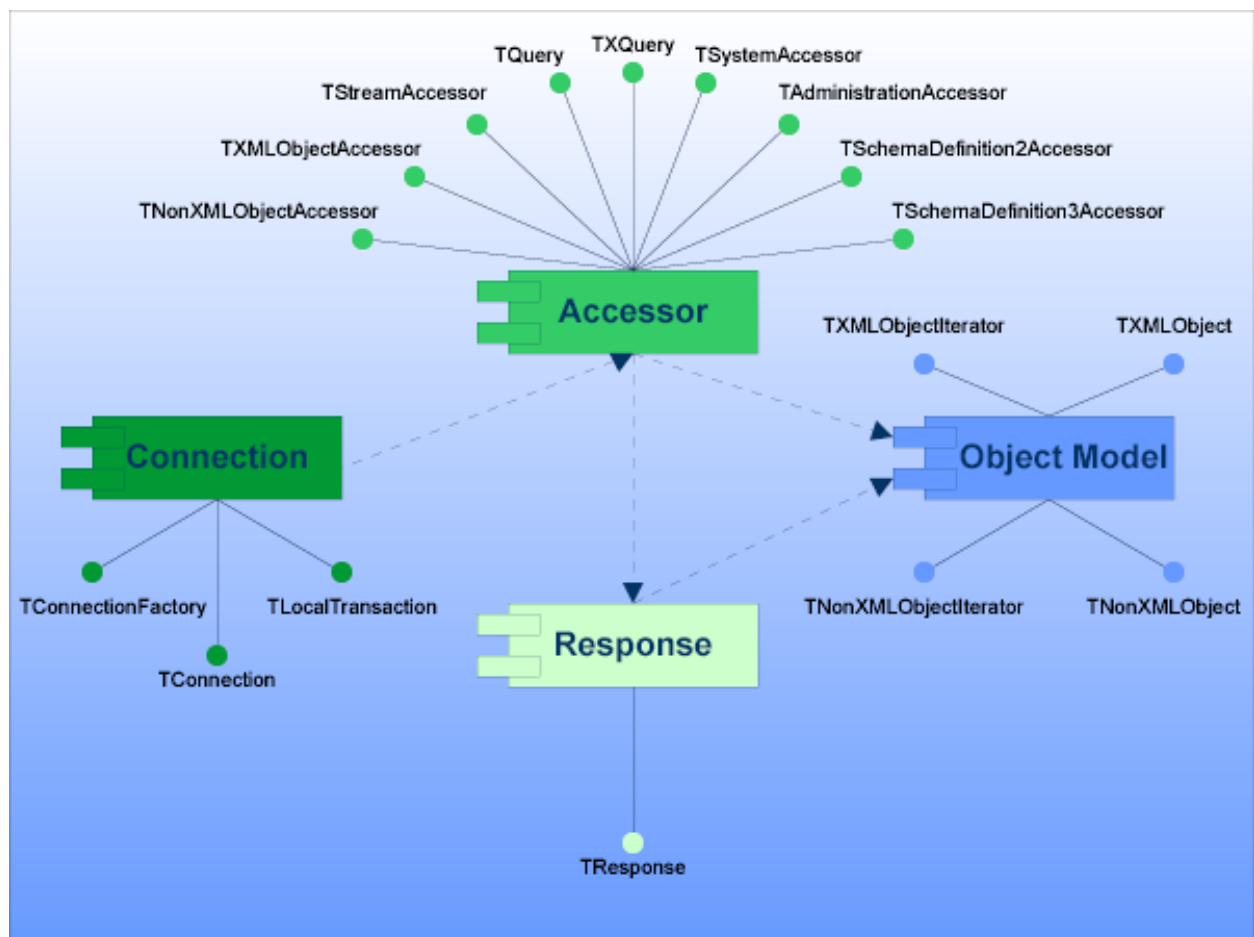 TXQuery
TQuery
TSystemAccessor
TStreamAccessor
TAdministrationAccessor
TXMLObjectAccessor
TSchemaDefinition2Accessor
TNonXMLObjectAccessor
TSchemaDefinition3Accessor
Accessor
TXMLObjectIterator
TXMLObject
Connection
Object Model
TConnectionFactory
TLocalTransaction
TNonXMLObjectIterator
TNonXMLObject
Response
TConnection
TResponse